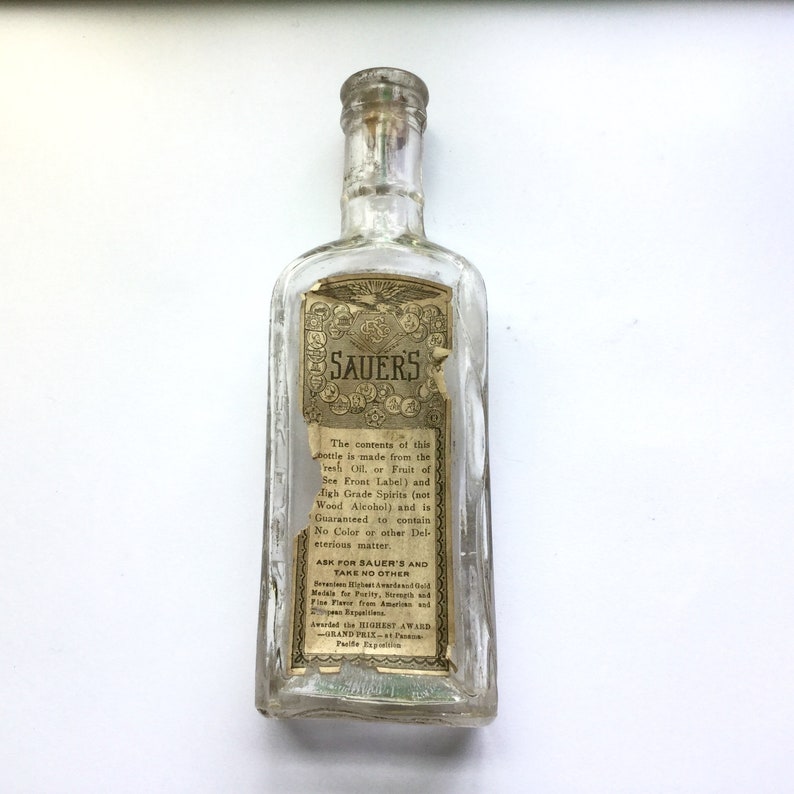 SAUER'S
The contents of this
bottle is made from the
Fresh Oil, or Fruit of
(See Front Label) and
High Grade Spirits (not
Wood Alcohol) and is
Guaranteed to contain
No Color or other Del-
eterious matter.
ASK FOR SAUER'S AND
TAKE NO OTHER
Seventeen Highest Awards and Gold
Medals for Purity, Strength and
Fine Flavor from American and
European Expositions.
Awarded the HIGHEST AWARD
—GRAND PRIX— at Panama-
Pacific Exposition